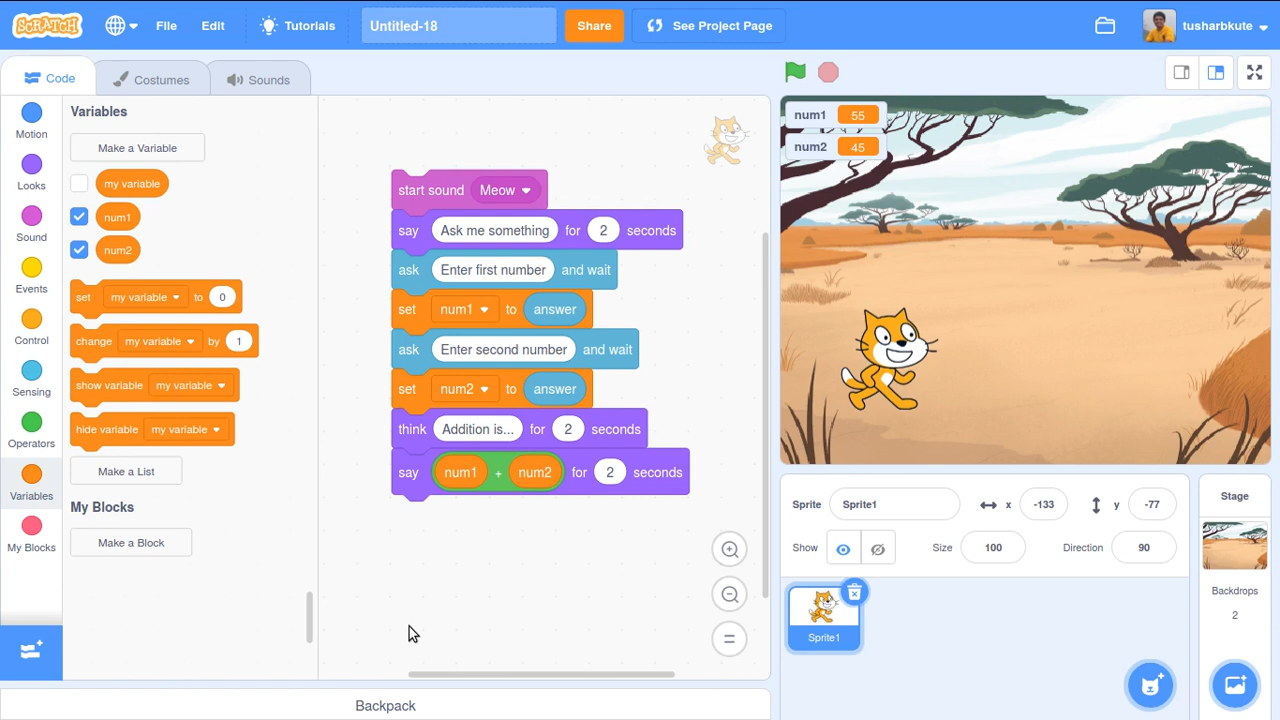 SCRATCH File Edit Tutorials Untitled-18 Share See Project Page tusharbkute
Code Costumes Sounds
Motion
Looks
Sound
Events
Control
Sensing
Operators
Variables
My Blocks
Variables
Make a Variable
my variable
num1
num2
set my variable to 0
change my variable by 1
show variable my variable
hide variable my variable
Make a List
My Blocks
Make a Block
start sound Meow
say Ask me something for 2 seconds
ask Enter first number and wait
set num1 to answer
ask Enter second number and wait
set num2 to answer
think Addition is... for 2 seconds
say num1 + num2 for 2 seconds
Backpack
num1 55
num2 45
Sprite Sprite1 x -133 y -77
Show Size 100 Direction 90
Sprite1
Stage
Backdrops
2